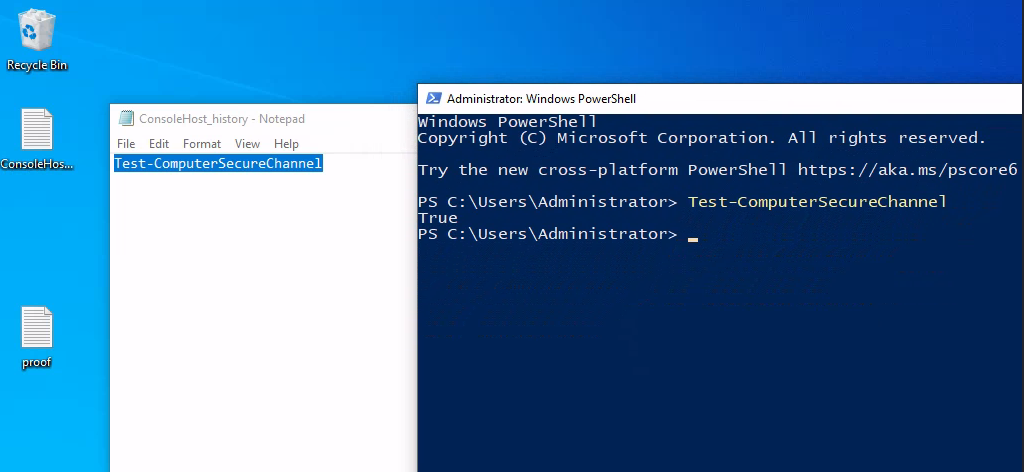 Recycle Bin
ConsoleHos...
proof
ConsoleHost_history - Notepad
File Edit Format View Help
Test-ComputerSecureChannel
Administrator: Windows PowerShell
Windows PowerShell
Copyright (C) Microsoft Corporation. All rights reserved.
Try the new cross-platform PowerShell https://aka.ms/pscore6
PS C:\Users\Administrator> Test-ComputerSecureChannel
True
PS C:\Users\Administrator>